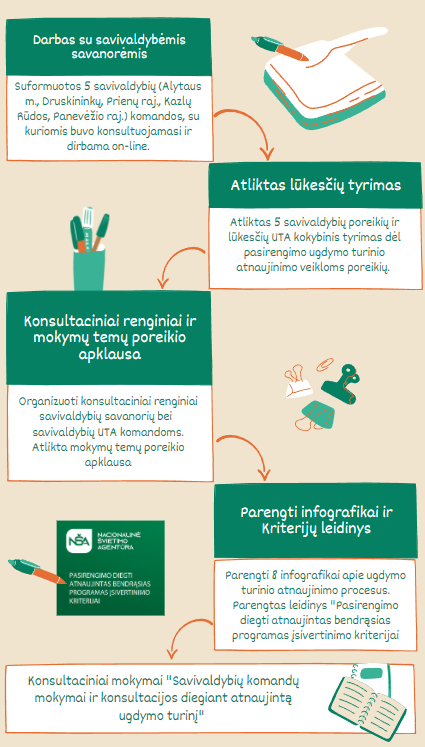 Darbas su savivaldybėmis
savanorėmis
Suformuotos 5 savivaldybių (Alytaus
m., Druskininkų, Prienų raj., Kazlų
Rūdos, Panevėžio raj.) komandos, su
kuriomis buvo konsultuojamasi ir
dirbama on-line.
Atliktas lūkesčių tyrimas
Atliktas 5 savivaldybių poreikių ir
lūkesčių UTA kokybinis tyrimas dėl
pasirengimo ugdymo turinio
atnaujinimo veikloms poreikių.
Konsultaciniai renginiai ir
mokymų temų poreikio
apklausa
Organizuoti konsultaciniai renginiai
savivaldybių savanorių bei
savivaldybių UTA komandoms.
Atlikta mokymų temų poreikio
apklausa
Parengti infografikai ir
Kriterijų leidinys
NŠA
NACIONALINĖ
ŠVIETIMO
AGENTŪRA
PASIRENGIMO DIEGTI
ATNAUJINTAS BENDRĄSIAS
PROGRAMAS ĮSIVERTINIMO
KRITERIJAI
Parengti 8 infografikai apie ugdymo
turinio atnaujinimo procesus.
Parengtas leidinys "Pasirengimo
diegti atnaujintas bendrąsias
programas įsivertinimo kriterijai
Konsultaciniai mokymai "Savivaldybių komandų
mokymai ir konsultacijos diegiant atnaujintą
ugdymo turinį"